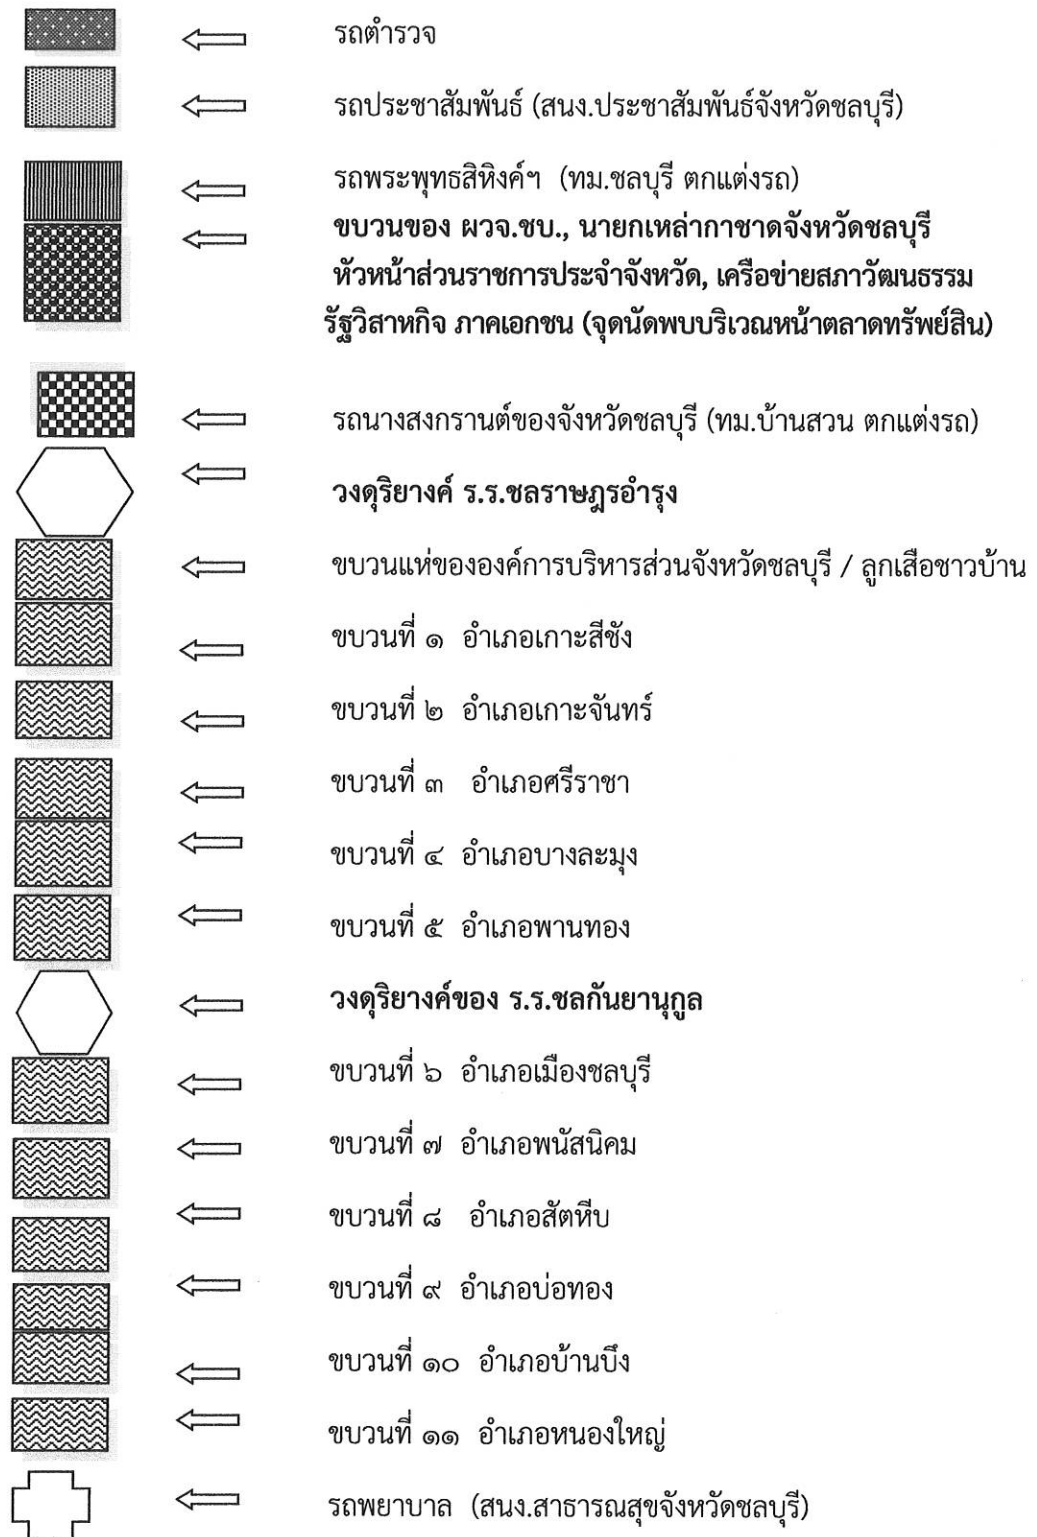 รถตำรวจ
รถประชาสัมพันธ์ (สนง.ประชาสัมพันธ์จังหวัดชลบุรี)
รถพระพุทธสิหิงค์ฯ (ทม.ชลบุรี ตกแต่งรถ)
ขบวนของ ผวจ.ชบ., นายกเหล่ากาชาดจังหวัดชลบุรี
หัวหน้าส่วนราชการประจำจังหวัด, เครือข่ายสภาวัฒนธรรม
รัฐวิสาหกิจ ภาคเอกชน (จุดนัดพบบริเวณหน้าตลาดทรัพย์สิน)
รถนางสงกรานต์ของจังหวัดชลบุรี (ทม.บ้านสวน ตกแต่งรถ)
วงดุริยางค์ ร.ร.ชลราษฎรอำรุง
ขบวนแห่ขององค์การบริหารส่วนจังหวัดชลบุรี / ลูกเสือชาวบ้าน
ขบวนที่ ๑ อำเภอเกาะสีชัง
ขบวนที่ ๒ อำเภอเกาะจันทร์
ขบวนที่ ๓ อำเภอศรีราชา
ขบวนที่ ๔ อำเภอบางละมุง
ขบวนที่ ๕ อำเภอพานทอง
วงดุริยางค์ของ ร.ร.ชลกันยานุกูล
ขบวนที่ ๖ อำเภอเมืองชลบุรี
ขบวนที่ ๗ อำเภอพนัสนิคม
ขบวนที่ ๘ อำเภอสัตหีบ
ขบวนที่ ๙ อำเภอบ่อทอง
ขบวนที่ ๑๐ อำเภอบ้านบึง
ขบวนที่ ๑๑ อำเภอหนองใหญ่
รถพยาบาล (สนง.สาธารณสุขจังหวัดชลบุรี)